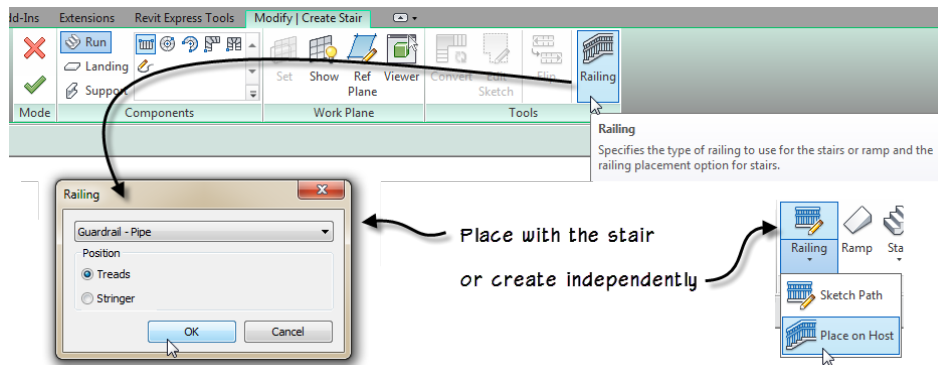 dd-Ins Extensions Revit Express Tools Modify | Create Stair
Run
Landing
Support
Set Show Ref Plane Viewer
Convert Edit Sketch
Flip
Railing
Mode Components Work Plane Tools
Railing
Specifies the type of railing to use for the stairs or ramp and the
railing placement option for stairs.
Railing
Guardrail - Pipe
Position
Treads
Stringer
OK Cancel
Place with the stair
or create independently
Railing Ramp Sta
Sketch Path
Place on Host